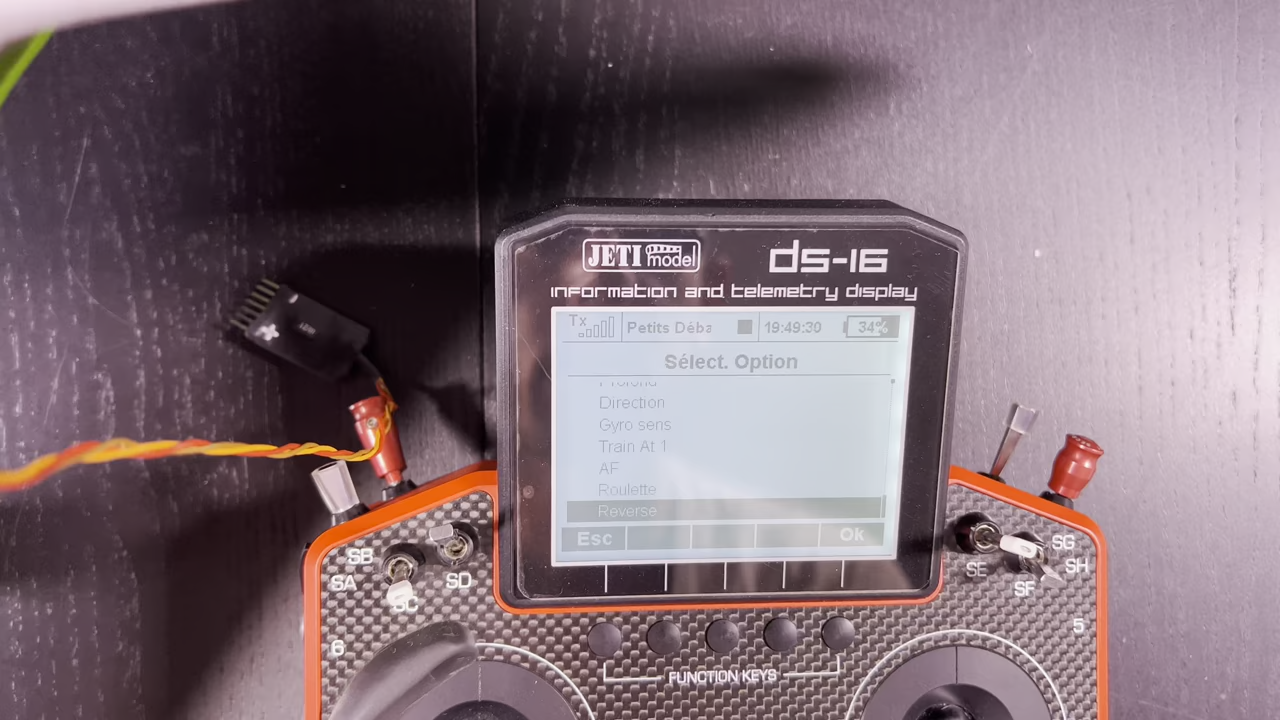 JETI model
ds-16
information and telemetry display
Tx
Petits Déba
19:49:30
34%
Sélect. Option
Profond
Direction
Gyro sens
Train At 1
AF
Roulette
Reverse
Esc
Ok
SB
SA
SC
SD
SE
SF
SG
SH
6
5
FUNCTION KEYS